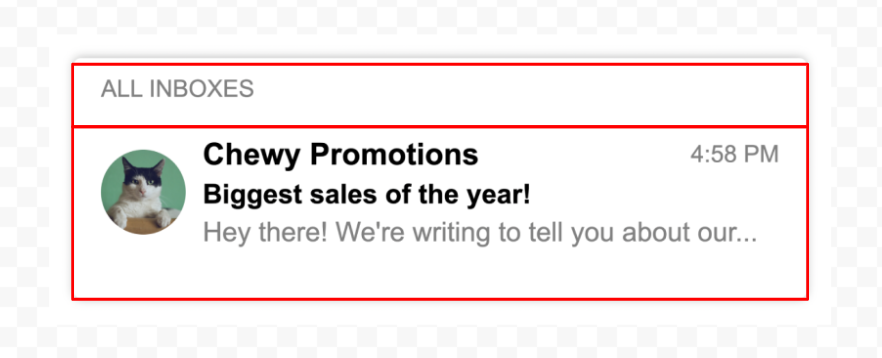 ALL INBOXES
Chewy Promotions 4:58 PM
Biggest sales of the year!
Hey there! We're writing to tell you about our...